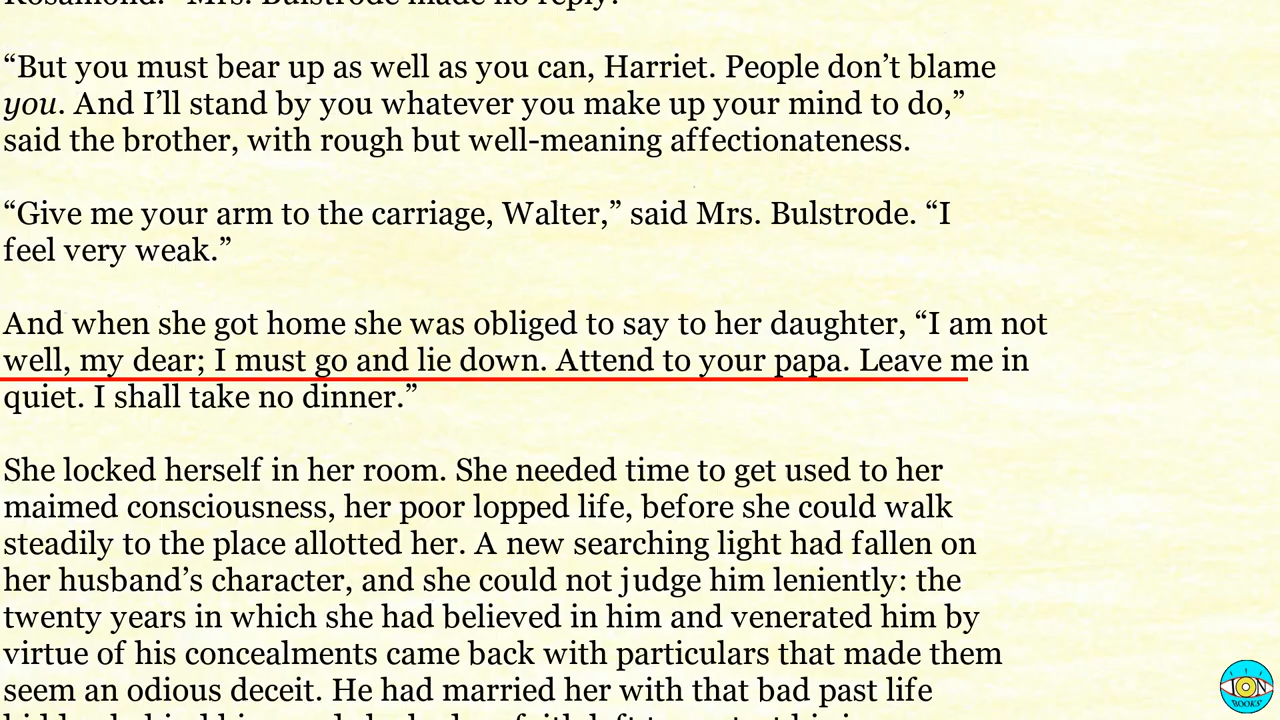 Rosamond." Mrs. Bulstrode made no reply.
“But you must bear up as well as you can, Harriet. People don’t blame
you. And I’ll stand by you whatever you make up your mind to do,”
said the brother, with rough but well-meaning affectionateness.
“Give me your arm to the carriage, Walter,” said Mrs. Bulstrode. “I
feel very weak.”
And when she got home she was obliged to say to her daughter, “I am not
well, my dear; I must go and lie down. Attend to your papa. Leave me in
quiet. I shall take no dinner.”
She locked herself in her room. She needed time to get used to her
maimed consciousness, her poor lopped life, before she could walk
steadily to the place allotted her. A new searching light had fallen on
her husband’s character, and she could not judge him leniently: the
twenty years in which she had believed in him and venerated him by
virtue of his concealments came back with particulars that made them
seem an odious deceit. He had married her with that bad past life
ION
BOOKS